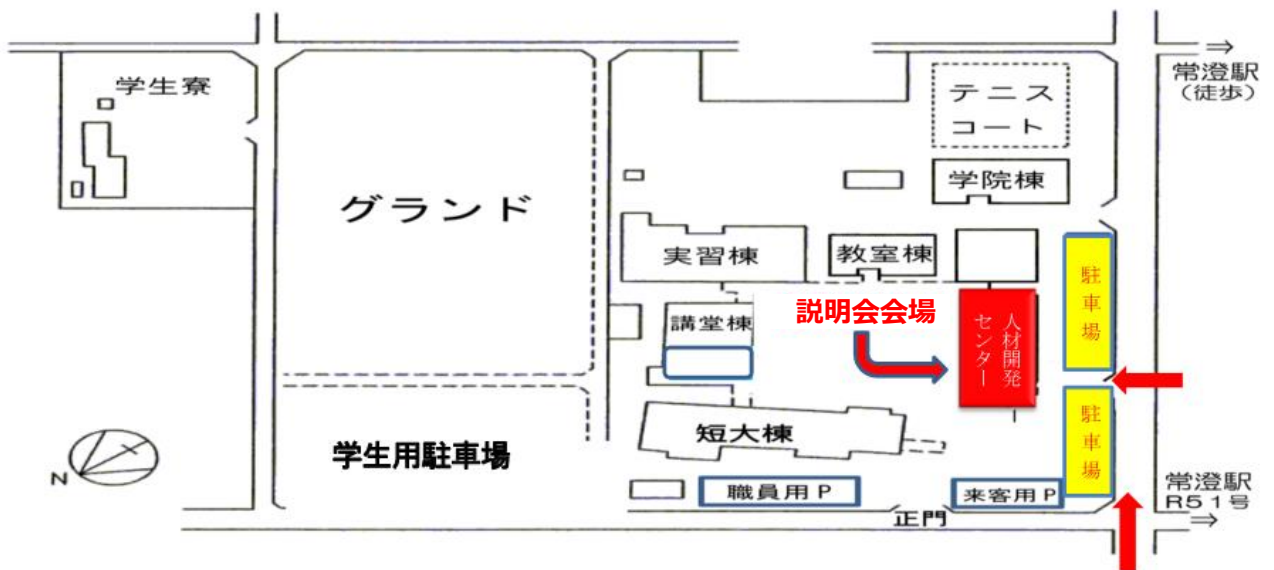 学生寮
グランド
テニス
コート
⇒
常澄駅
(徒歩)
学院棟
実習棟
教室棟
駐車場
講堂棟
説明会会場
人材開発
センター
短大棟
駐車場
学生用駐車場
N
職員用P
来客用P
正門
常澄駅
R51号
⇒